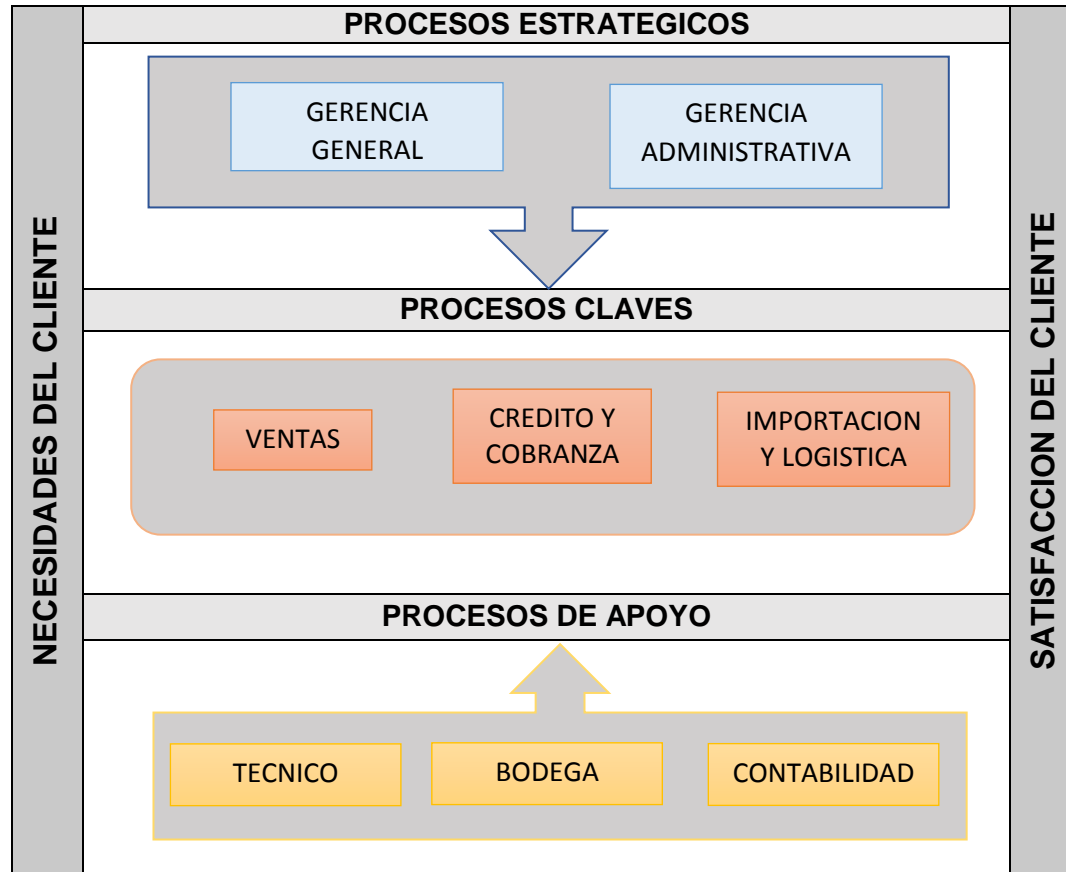 NECESIDADES DEL CLIENTE
PROCESOS ESTRATEGICOS
GERENCIA
GENERAL
GERENCIA
ADMINISTRATIVA
PROCESOS CLAVES
VENTAS
CREDITO Y
COBRANZA
IMPORTACION
Y LOGISTICA
PROCESOS DE APOYO
TECNICO
BODEGA
CONTABILIDAD
SATISFACCION DEL CLIENTE